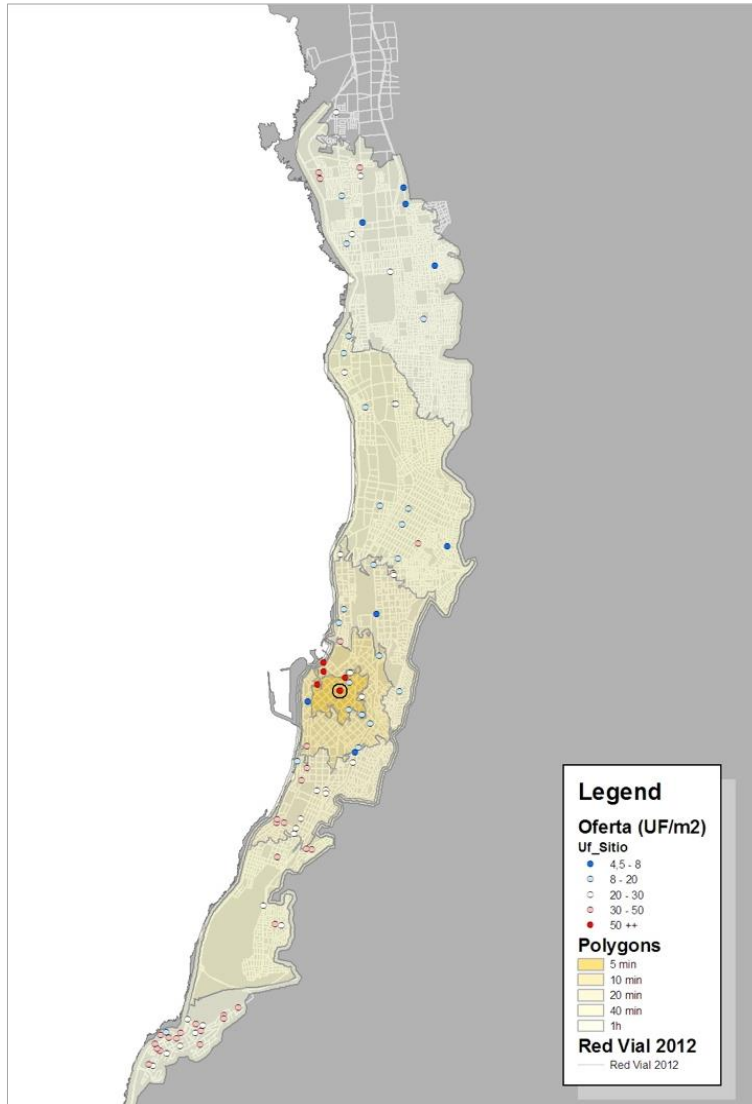 Legend
Oferta (UF/m2)
Uf_Sitio
4,5 - 8
8 - 20
20 - 30
30 - 50
50 ++
Polygons
5 min
10 min
20 min
40 min
1h
Red Vial 2012
Red Vial 2012